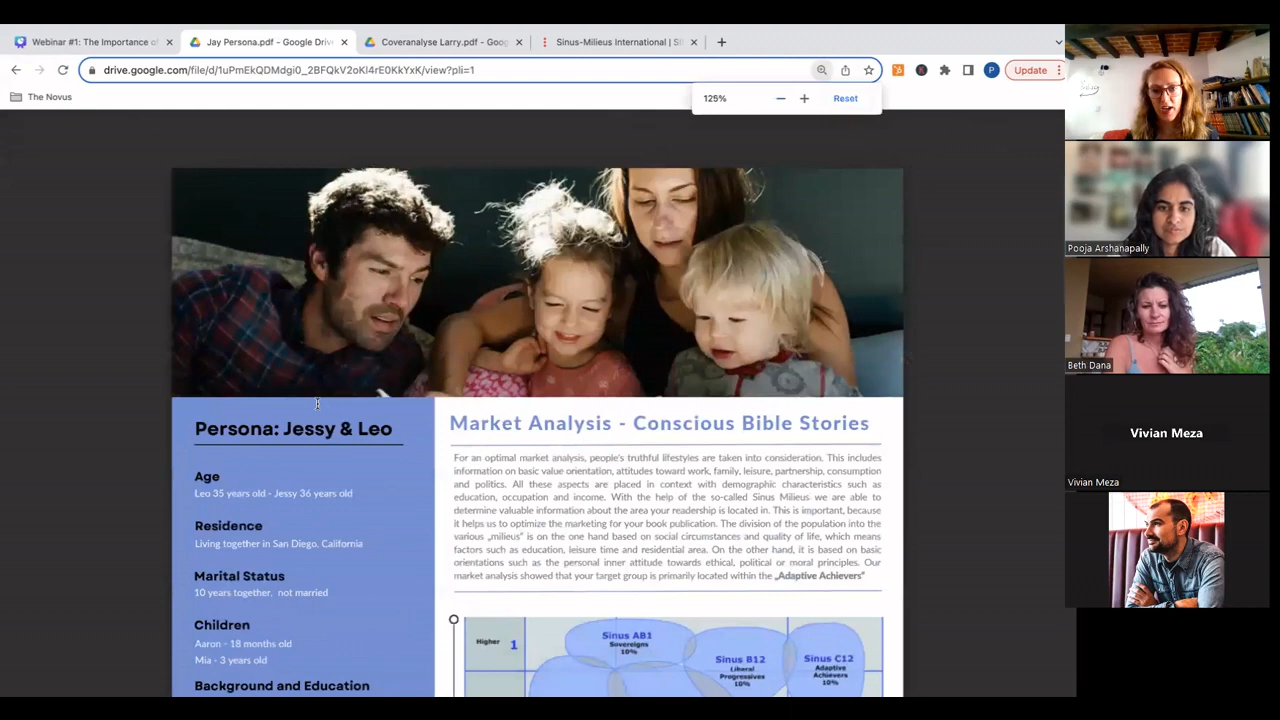 Webinar #1: The Importance of
Jay Persona.pdf - Google Drive
Coveranalyse Larry.pdf - Goog
Sinus-Milieus International | SI
drive.google.com/file/d/1uPmEkQDMdgi0_2BFQkV2oKl4rE0KkYxK/view?pli=1
P
Update
The Novus
125%
Reset
Pooja Arshanapally
Beth Dana
Vivian Meza
Vivian Meza
Persona: Jessy & Leo
Age
Leo 35 years old - Jessy 36 years old
Residence
Living together in San Diego, California
Marital Status
10 years together, not married
Children
Aaron - 18 months old
Mia - 3 years old
Background and Education
Market Analysis - Conscious Bible Stories
For an optimal market analysis, people's truthful lifestyles are taken into consideration. This includes
information on basic value orientation, attitudes toward work, family, leisure, partnership, consumption
and politics. All these aspects are placed in context with demographic characteristics such as
education, occupation and income. With the help of the so-called Sinus Milieus we are able to
determine valuable information about the area your readership is located in. This is important, because
it helps us to optimize the marketing for your book publication. The division of the population into the
various „milieus" is on the one hand based on social circumstances and quality of life, which means
factors such as education, leisure time and residential area. On the other hand, it is based on basic
orientations such as the personal inner attitude towards ethical, political or moral principles. Our
market analysis showed that your target group is primarily located within the „Adaptive Achievers"
Higher 1
Sinus AB1
Sovereigns
10%
Sinus B12
Liberal
Progressives
10%
Sinus C12
Adaptive
Achievers
10%